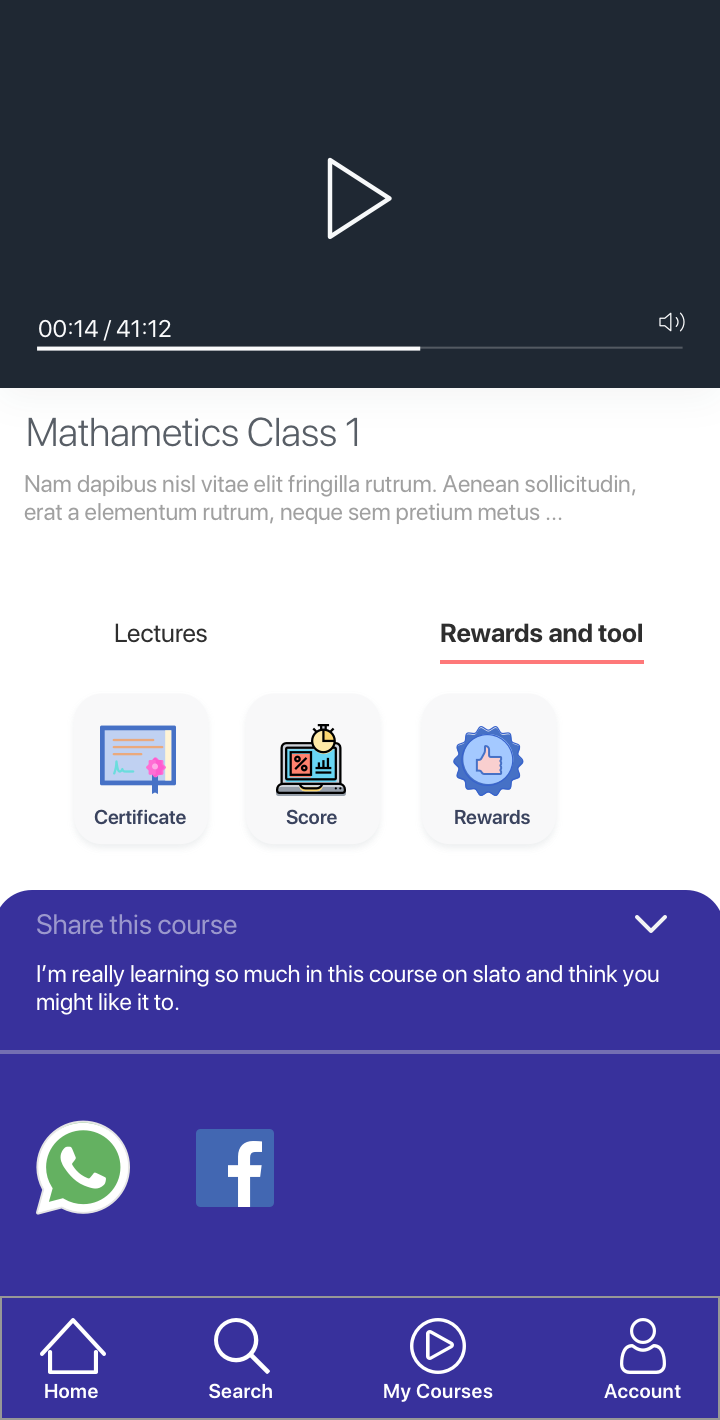 00:14 / 41:12
Mathametics Class 1
Nam dapibus nisl vitae elit fringilla rutrum. Aenean sollicitudin,
erat a elementum rutrum, neque sem pretium metus ...
Lectures
Rewards and tool
Certificate
Score
Rewards
Share this course
I’m really learning so much in this course on slato and think you
might like it to.
Home
Search
My Courses
Account